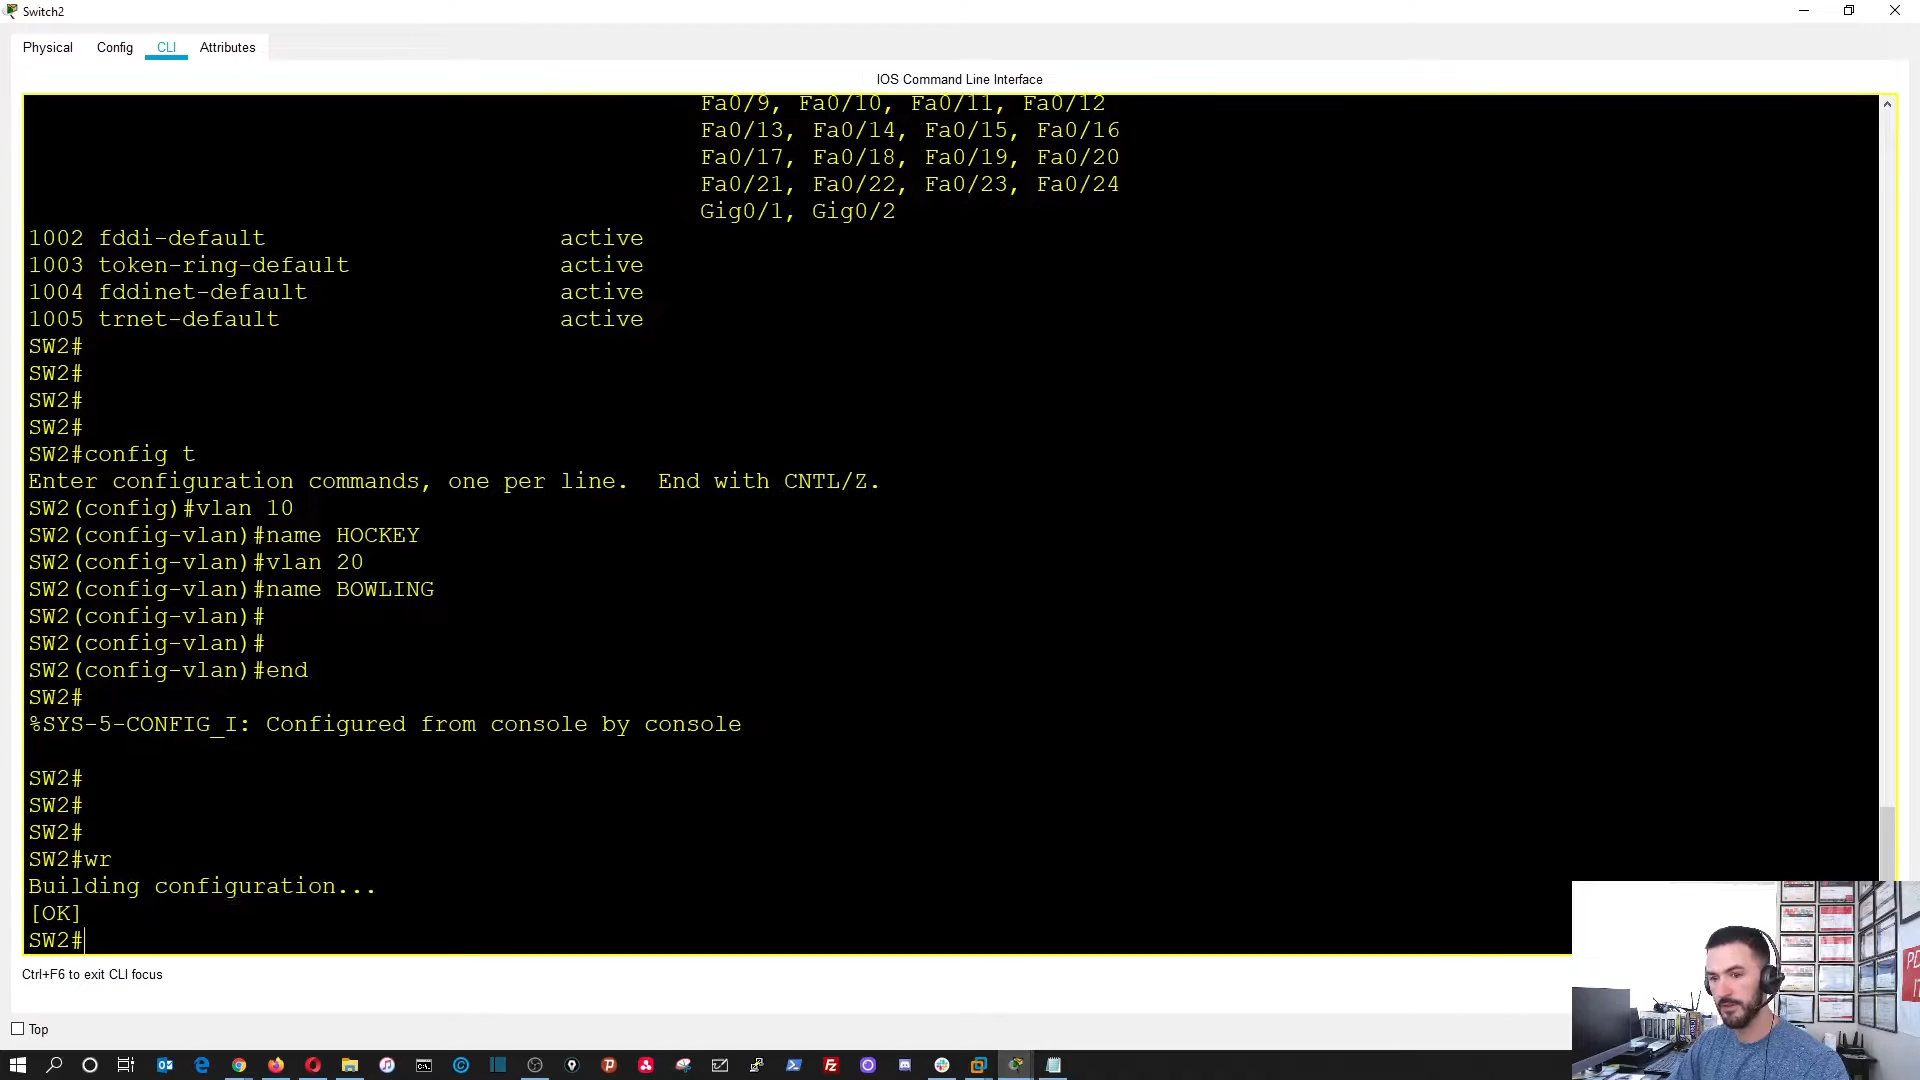 Switch2
Physical Config CLI Attributes
IOS Command Line Interface
Fa0/9, Fa0/10, Fa0/11, Fa0/12
Fa0/13, Fa0/14, Fa0/15, Fa0/16
Fa0/17, Fa0/18, Fa0/19, Fa0/20
Fa0/21, Fa0/22, Fa0/23, Fa0/24
Gig0/1, Gig0/2
1002 fddi-default active
1003 token-ring-default active
1004 fddinet-default active
1005 trnet-default active
SW2#
SW2#
SW2#
SW2#
SW2#config t
Enter configuration commands, one per line. End with CNTL/Z.
SW2(config)#vlan 10
SW2(config-vlan)#name HOCKEY
SW2(config-vlan)#vlan 20
SW2(config-vlan)#name BOWLING
SW2(config-vlan)#
SW2(config-vlan)#
SW2(config-vlan)#end
SW2#
%SYS-5-CONFIG_I: Configured from console by console
SW2#
SW2#
SW2#
SW2#wr
Building configuration...
[OK]
SW2#
Ctrl+F6 to exit CLI focus
Top